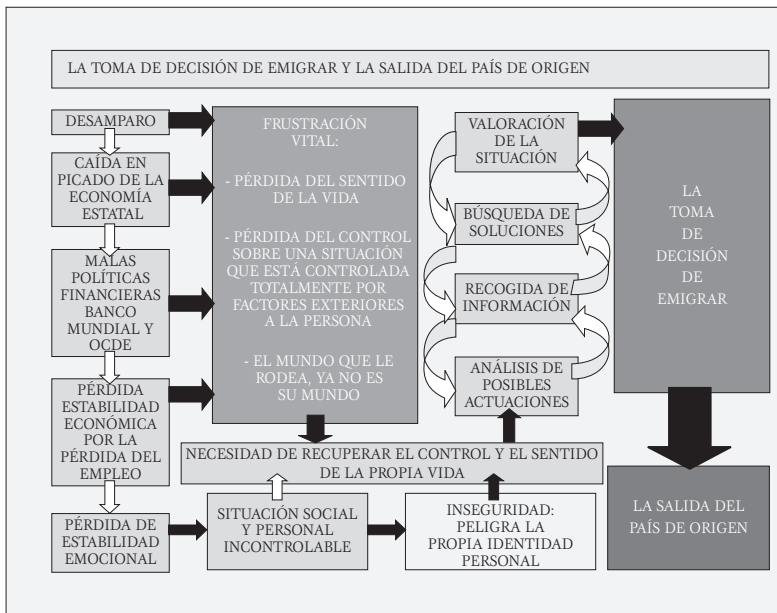 LA TOMA DE DECISIÓN DE EMIGRAR Y LA SALIDA DEL PAÍS DE ORIGEN
DESAMPARO
CAÍDA EN
PICADO DE LA
ECONOMÍA
ESTATAL
MALAS
POLÍTICAS
FINANCIERAS
BANCO
MUNDIAL Y
OCDE
PÉRDIDA
ESTABILIDAD
ECONÓMICA
POR LA
PÉRDIDA DEL
EMPLEO
PÉRDIDA DE
ESTABILIDAD
EMOCIONAL
FRUSTRACIÓN
VITAL:
- PÉRDIDA DEL SENTIDO
DE LA VIDA
- PÉRDIDA DEL CONTROL
SOBRE UNA SITUACIÓN
QUE ESTÁ CONTROLADA
TOTALMENTE POR
FACTORES EXTERIORES
A LA PERSONA
- EL MUNDO QUE LE
RODEA, YA NO ES
SU MUNDO
NECESIDAD DE RECUPERAR EL CONTROL Y EL SENTIDO
DE LA PROPIA VIDA
SITUACIÓN SOCIAL
Y PERSONAL
INCONTROLABLE
INSEGURIDAD:
PELIGRA LA
PROPIA IDENTIDAD
PERSONAL
VALORACIÓN
DE LA
SITUACIÓN
BÚSQUEDA DE
SOLUCIONES
RECOGIDA DE
INFORMACIÓN
ANÁLISIS DE
POSIBLES
ACTUACIONES
LA
TOMA
DE
DECISIÓN
DE
EMIGRAR
LA SALIDA DEL
PAÍS DE ORIGEN